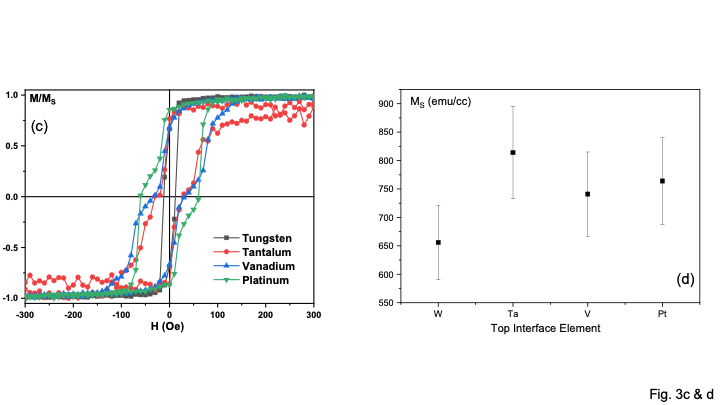 M/MS
(c)
1.0
0.5
0.0
-0.5
-1.0
Tungsten
Tantalum
Vanadium
Platinum
-300
-200
-100
0
100
200
300
H (Oe)
MS (emu/cc)
900
850
800
750
700
650
600
550
(d)
W
Ta
V
Pt
Top Interface Element
Fig. 3c & d